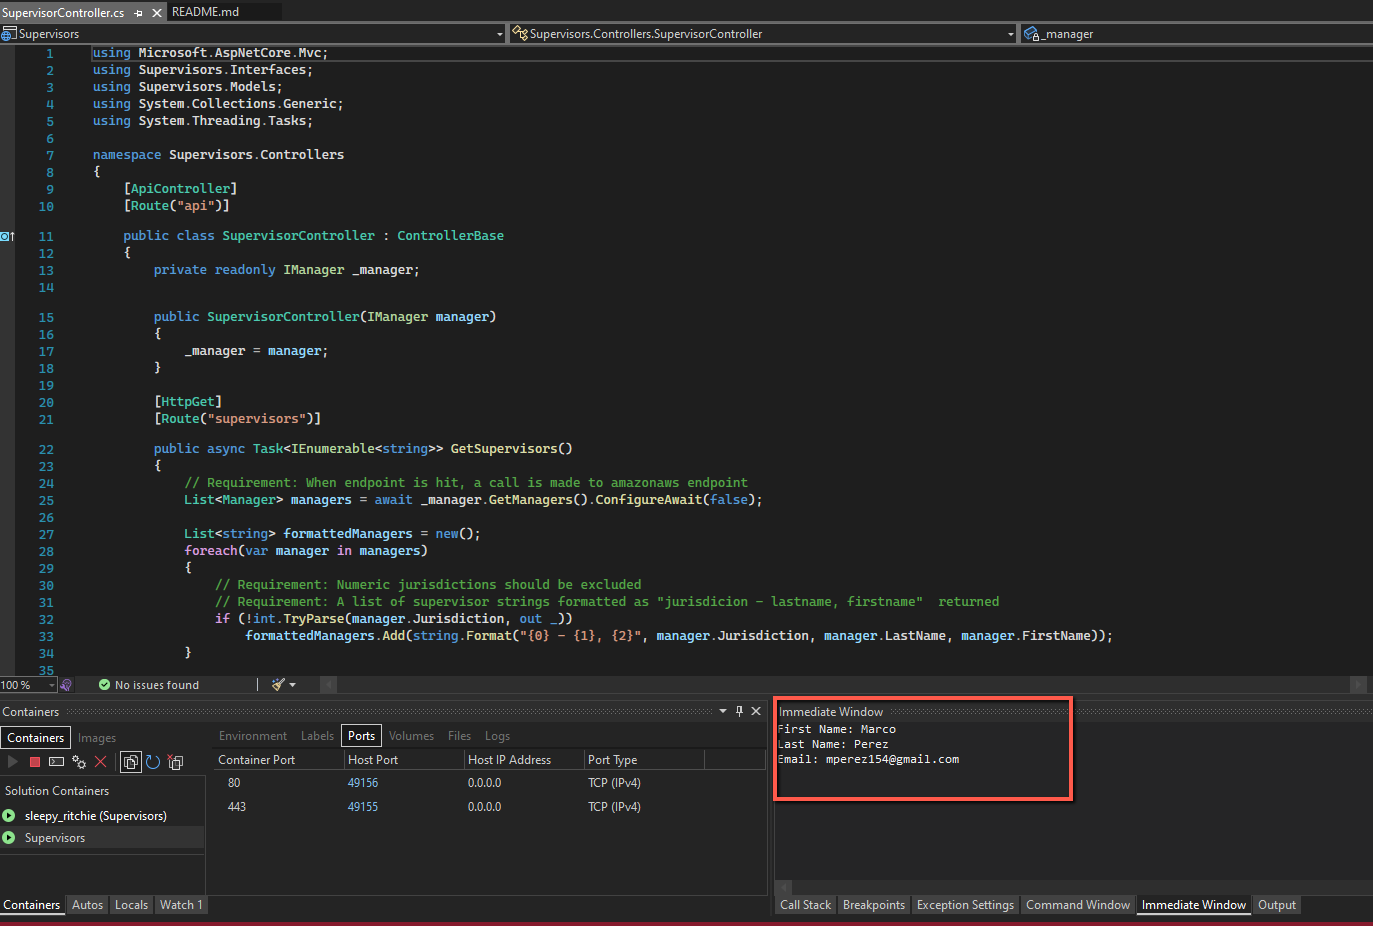 SupervisorController.cs README.md
Supervisors Supervisors.Controllers.SupervisorController _manager
1 using Microsoft.AspNetCore.Mvc;
2 using Supervisors.Interfaces;
3 using Supervisors.Models;
4 using System.Collections.Generic;
5 using System.Threading.Tasks;
6
7 namespace Supervisors.Controllers
8 {
9 [ApiController]
10 [Route("api")]
11 public class SupervisorController : ControllerBase
12 {
13 private readonly IManager _manager;
14
15 public SupervisorController(IManager manager)
16 {
17 _manager = manager;
18 }
19
20 [HttpGet]
21 [Route("supervisors")]
22 public async Task<IEnumerable<string>> GetSupervisors()
23 {
24 // Requirement: When endpoint is hit, a call is made to amazonaws endpoint
25 List<Manager> managers = await _manager.GetManagers().ConfigureAwait(false);
26
27 List<string> formattedManagers = new();
28 foreach(var manager in managers)
29 {
30 // Requirement: Numeric jurisdictions should be excluded
31 // Requirement: A list of supervisor strings formatted as "jurisdicion - lastname, firstname"  returned
32 if (!int.TryParse(manager.Jurisdiction, out _))
33 formattedManagers.Add(string.Format("{0} - {1}, {2}", manager.Jurisdiction, manager.LastName, manager.FirstName));
34 }
35
100 % No issues found
Containers
Containers Images
Solution Containers
sleepy_ritchie (Supervisors)
Supervisors
Environment Labels Ports Volumes Files Logs
Container Port Host Port Host IP Address Port Type
80 49156 0.0.0.0 TCP (IPv4)
443 49155 0.0.0.0 TCP (IPv4)
Immediate Window
First Name: Marco
Last Name: Perez
Email: mperez154@gmail.com
Containers Autos Locals Watch 1
Call Stack Breakpoints Exception Settings Command Window Immediate Window Output